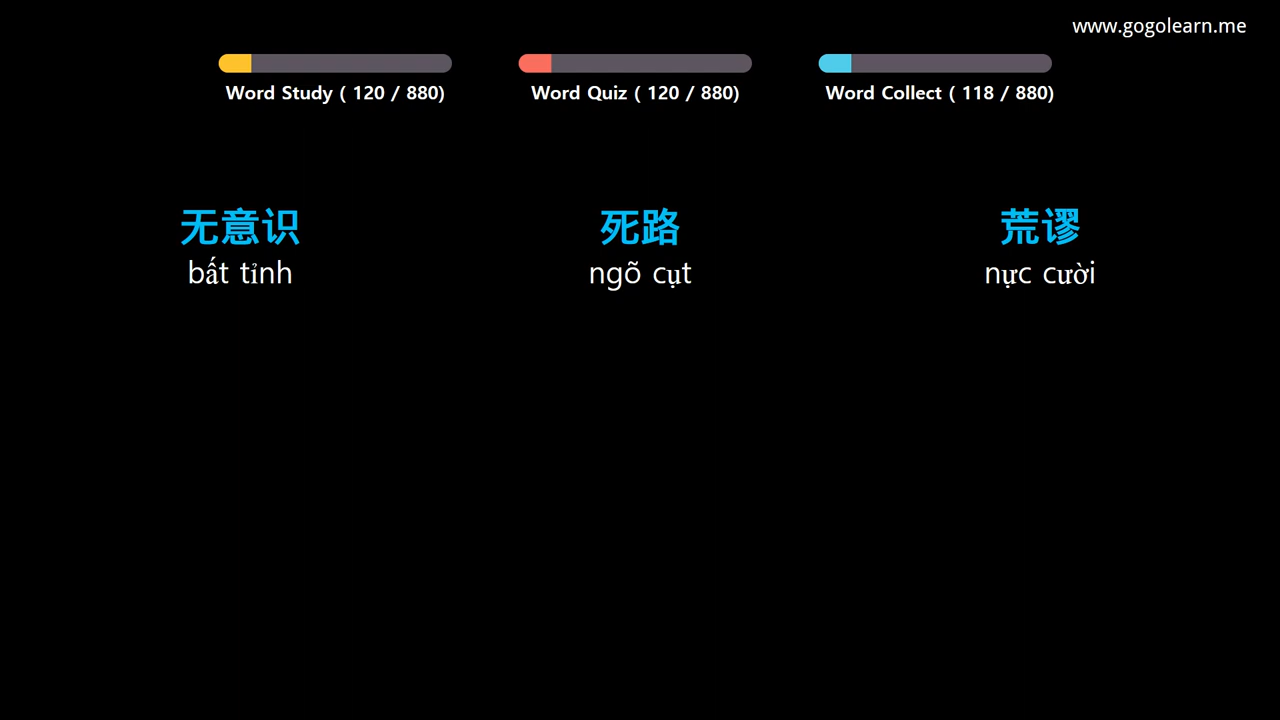 www.gogolearn.me
Word Study ( 120 / 880)
Word Quiz ( 120 / 880)
Word Collect ( 118 / 880)
无意识
死路
荒谬
bất tỉnh
ngõ cụt
nực cười